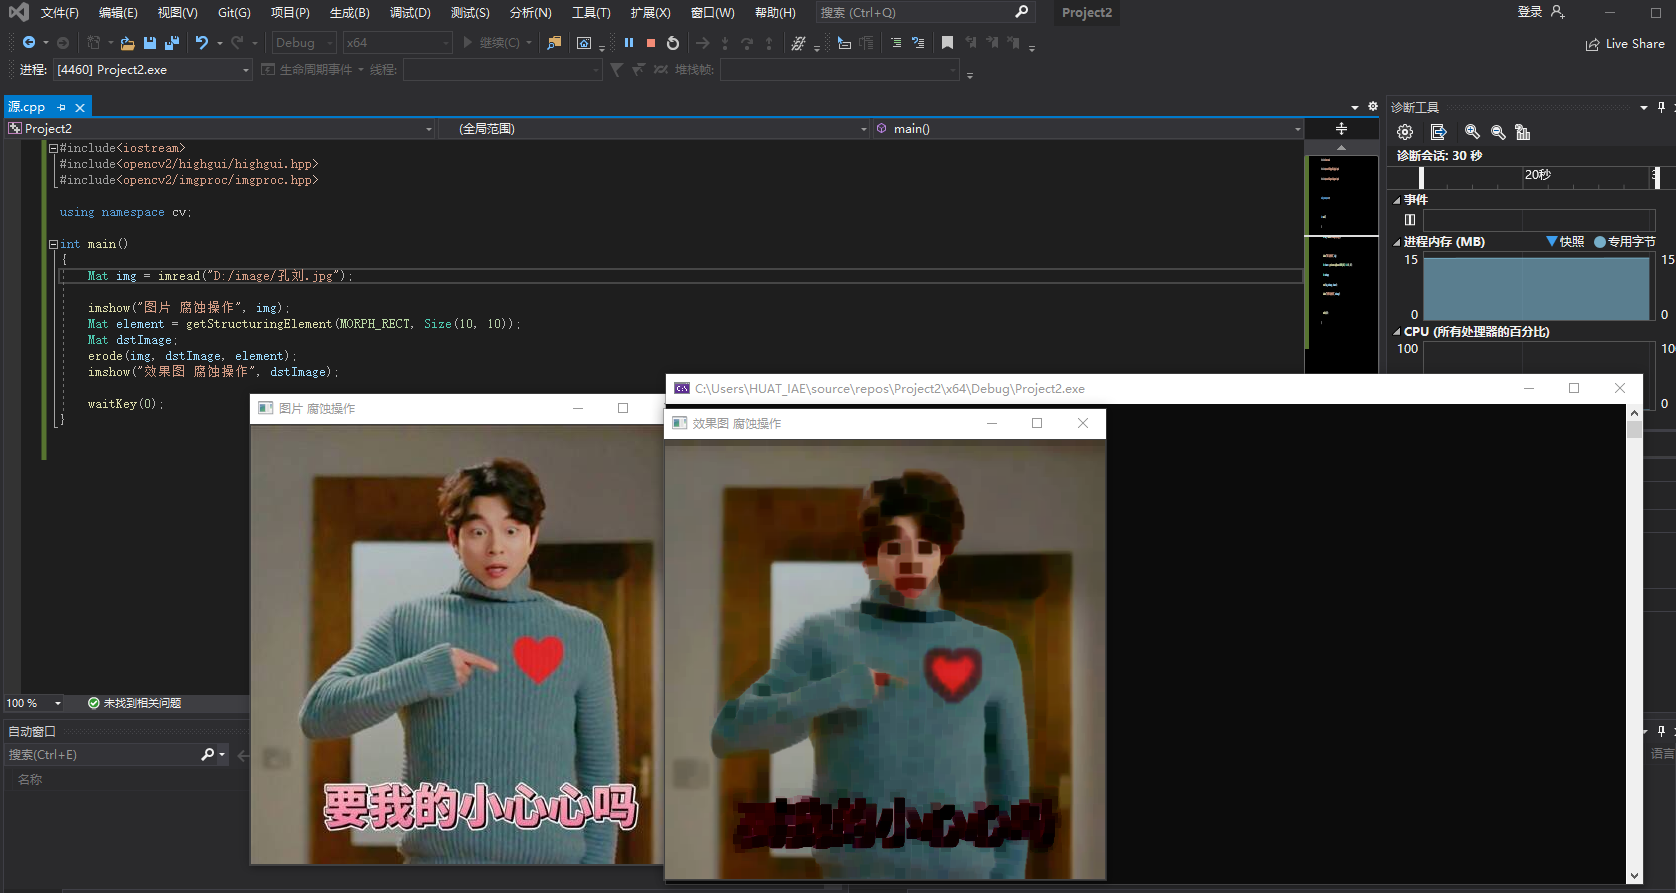 文件(F) 编辑(E) 视图(V) Git(G) 项目(P) 生成(B) 调试(D) 测试(S) 分析(N) 工具(T) 扩展(X) 窗口(W) 帮助(H) 搜索 (Ctrl+Q) Project2 登录
Debug x64 继续(C) Live Share
进程: [4460] Project2.exe 生命周期事件 线程: 堆栈帧:
源.cpp
Project2 (全局范围) main()
#include<iostream>
#include<opencv2/highgui/highgui.hpp>
#include<opencv2/imgproc/imgproc.hpp>
using namespace cv;
int main()
{
Mat img = imread("D:/image/孔刘.jpg");
imshow("图片 腐蚀操作", img);
Mat element = getStructuringElement(MORPH_RECT, Size(10, 10));
Mat dstImage;
erode(img, dstImage, element);
imshow("效果图 腐蚀操作", dstImage);
waitKey(0);
}
诊断工具
诊断会话: 30 秒
20秒
事件
进程内存 (MB) 快照 专用字节
15 15
0 0
CPU (所有处理器的百分比)
100 100
0
C:\Users\HUAT_IAE\source\repos\Project2\x64\Debug\Project2.exe
图片 腐蚀操作
效果图 腐蚀操作
要我的小心心吗
100 % 未找到相关问题
自动窗口
搜索(Ctrl+E)
名称
语言